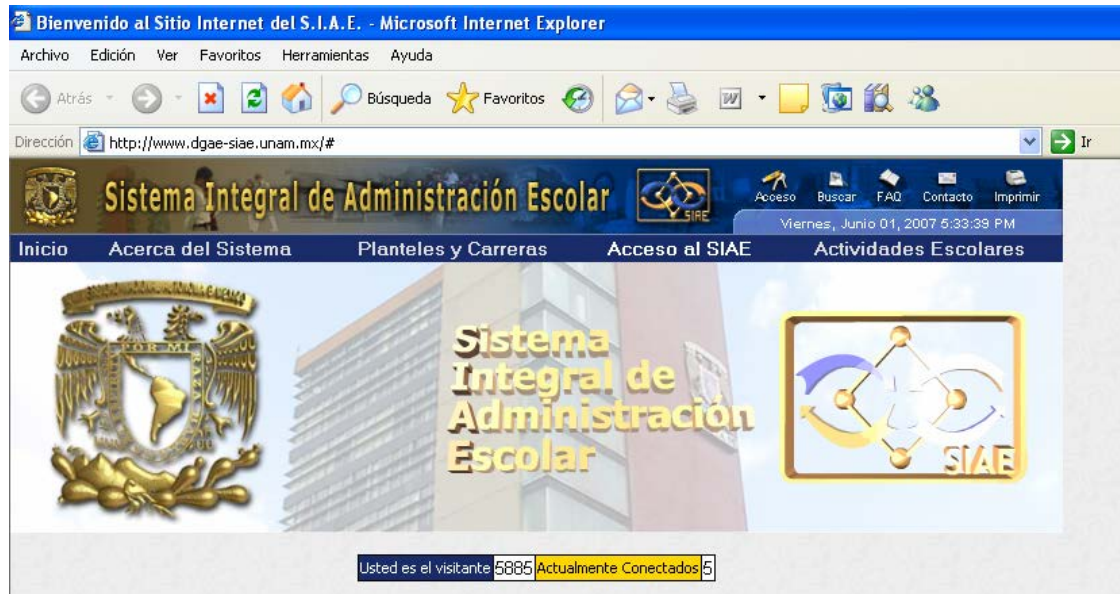 Bienvenido al Sitio Internet del S.I.A.E. - Microsoft Internet Explorer
Archivo Edición Ver Favoritos Herramientas Ayuda
Atrás Búsqueda Favoritos
Dirección http://www.dgae-siae.unam.mx/# Ir
Sistema Integral de Administración Escolar SIAE
Acceso Buscar FAQ Contacto Imprimir
Viernes, Junio 01, 2007 5:33:39 PM
Inicio Acerca del Sistema Planteles y Carreras Acceso al SIAE Actividades Escolares
POR MI RAZA
Sistema
Integral de
Administración
Escolar
SIAE
Usted es el visitante 5885 Actualmente Conectados 5